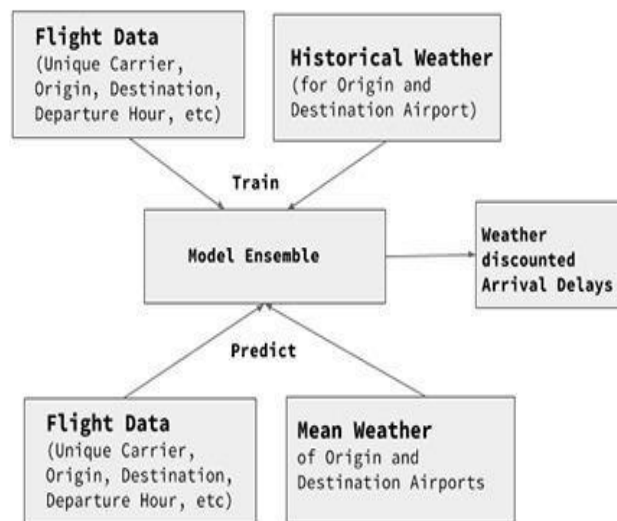 Flight Data
(Unique Carrier,
Origin, Destination,
Departure Hour, etc)
Historical Weather
(for Origin and
Destination Airport)
Train
Model Ensemble
Weather
discounted
Arrival Delays
Predict
Flight Data
(Unique Carrier,
Origin, Destination,
Departure Hour, etc)
Mean Weather
of Origin and
Destination Airports